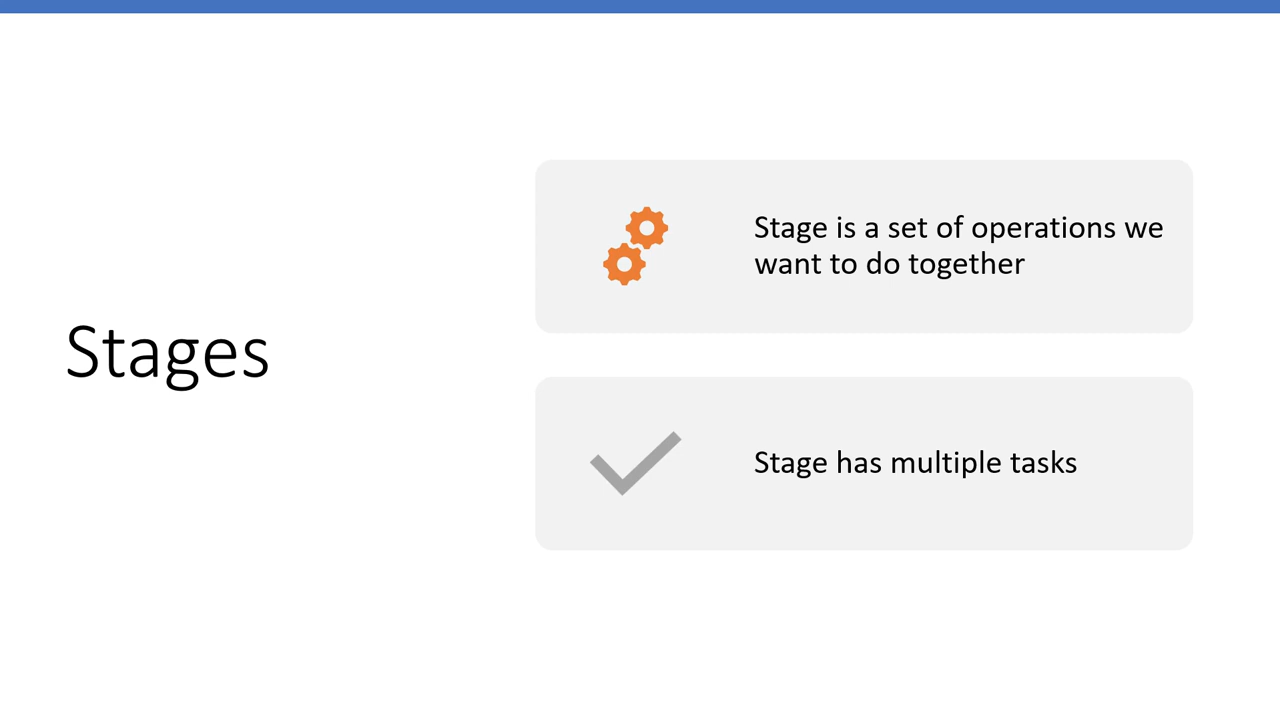 Stages
Stage is a set of operations we
want to do together
Stage has multiple tasks